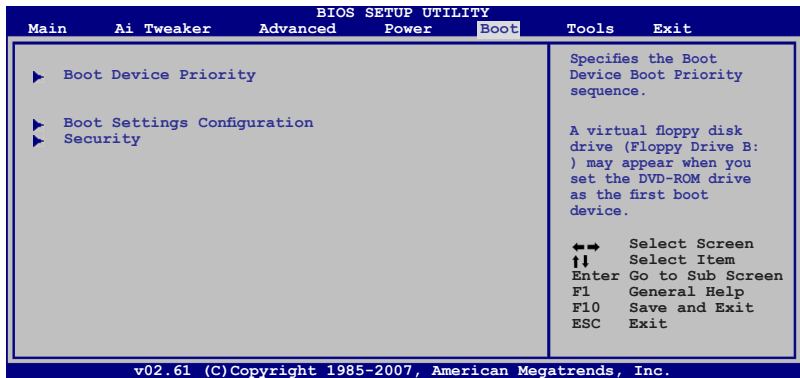 BIOS SETUP UTILITY
Main Ai Tweaker Advanced Power Boot Tools Exit
Boot Device Priority
Boot Settings Configuration
Security
Specifies the Boot
Device Boot Priority
sequence.
A virtual floppy disk
drive (Floppy Drive B:
) may appear when you
set the DVD-ROM drive
as the first boot
device.
←→ Select Screen
↑↓ Select Item
Enter Go to Sub Screen
F1 General Help
F10 Save and Exit
ESC Exit
v02.61 (C)Copyright 1985-2007, American Megatrends, Inc.